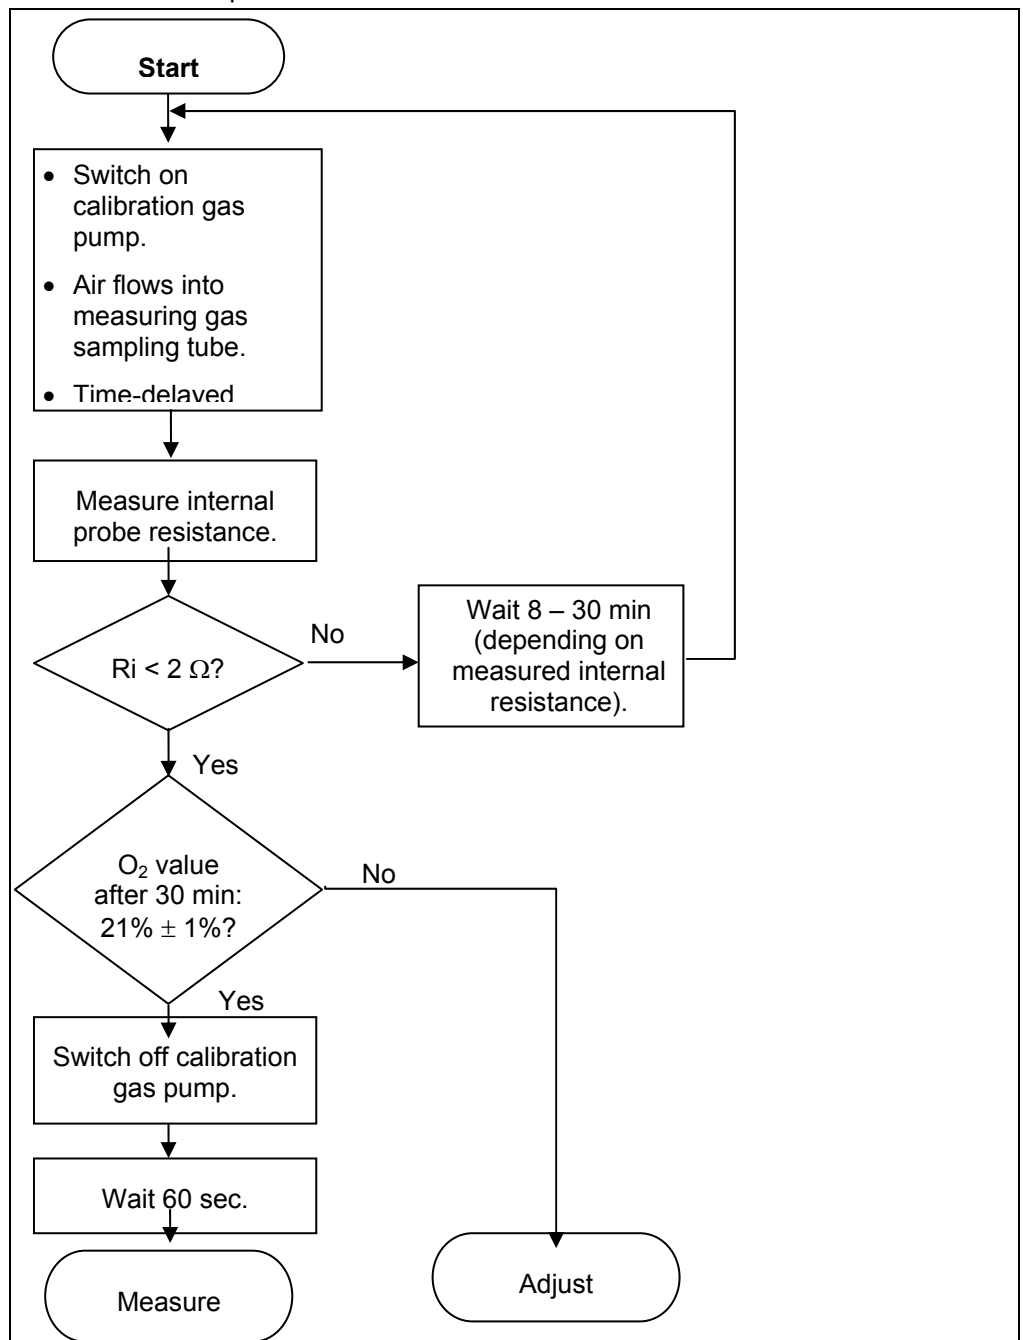 Start
• Switch on
calibration gas
pump.
• Air flows into
measuring gas
sampling tube.
• Time-delayed
Measure internal
probe resistance.
Ri < 2 Ω?
No
Wait 8 – 30 min
(depending on
measured internal
resistance).
Yes
O₂ value
after 30 min:
21% ± 1%?
No
Yes
Switch off calibration
gas pump.
Wait 60 sec.
Measure
Adjust